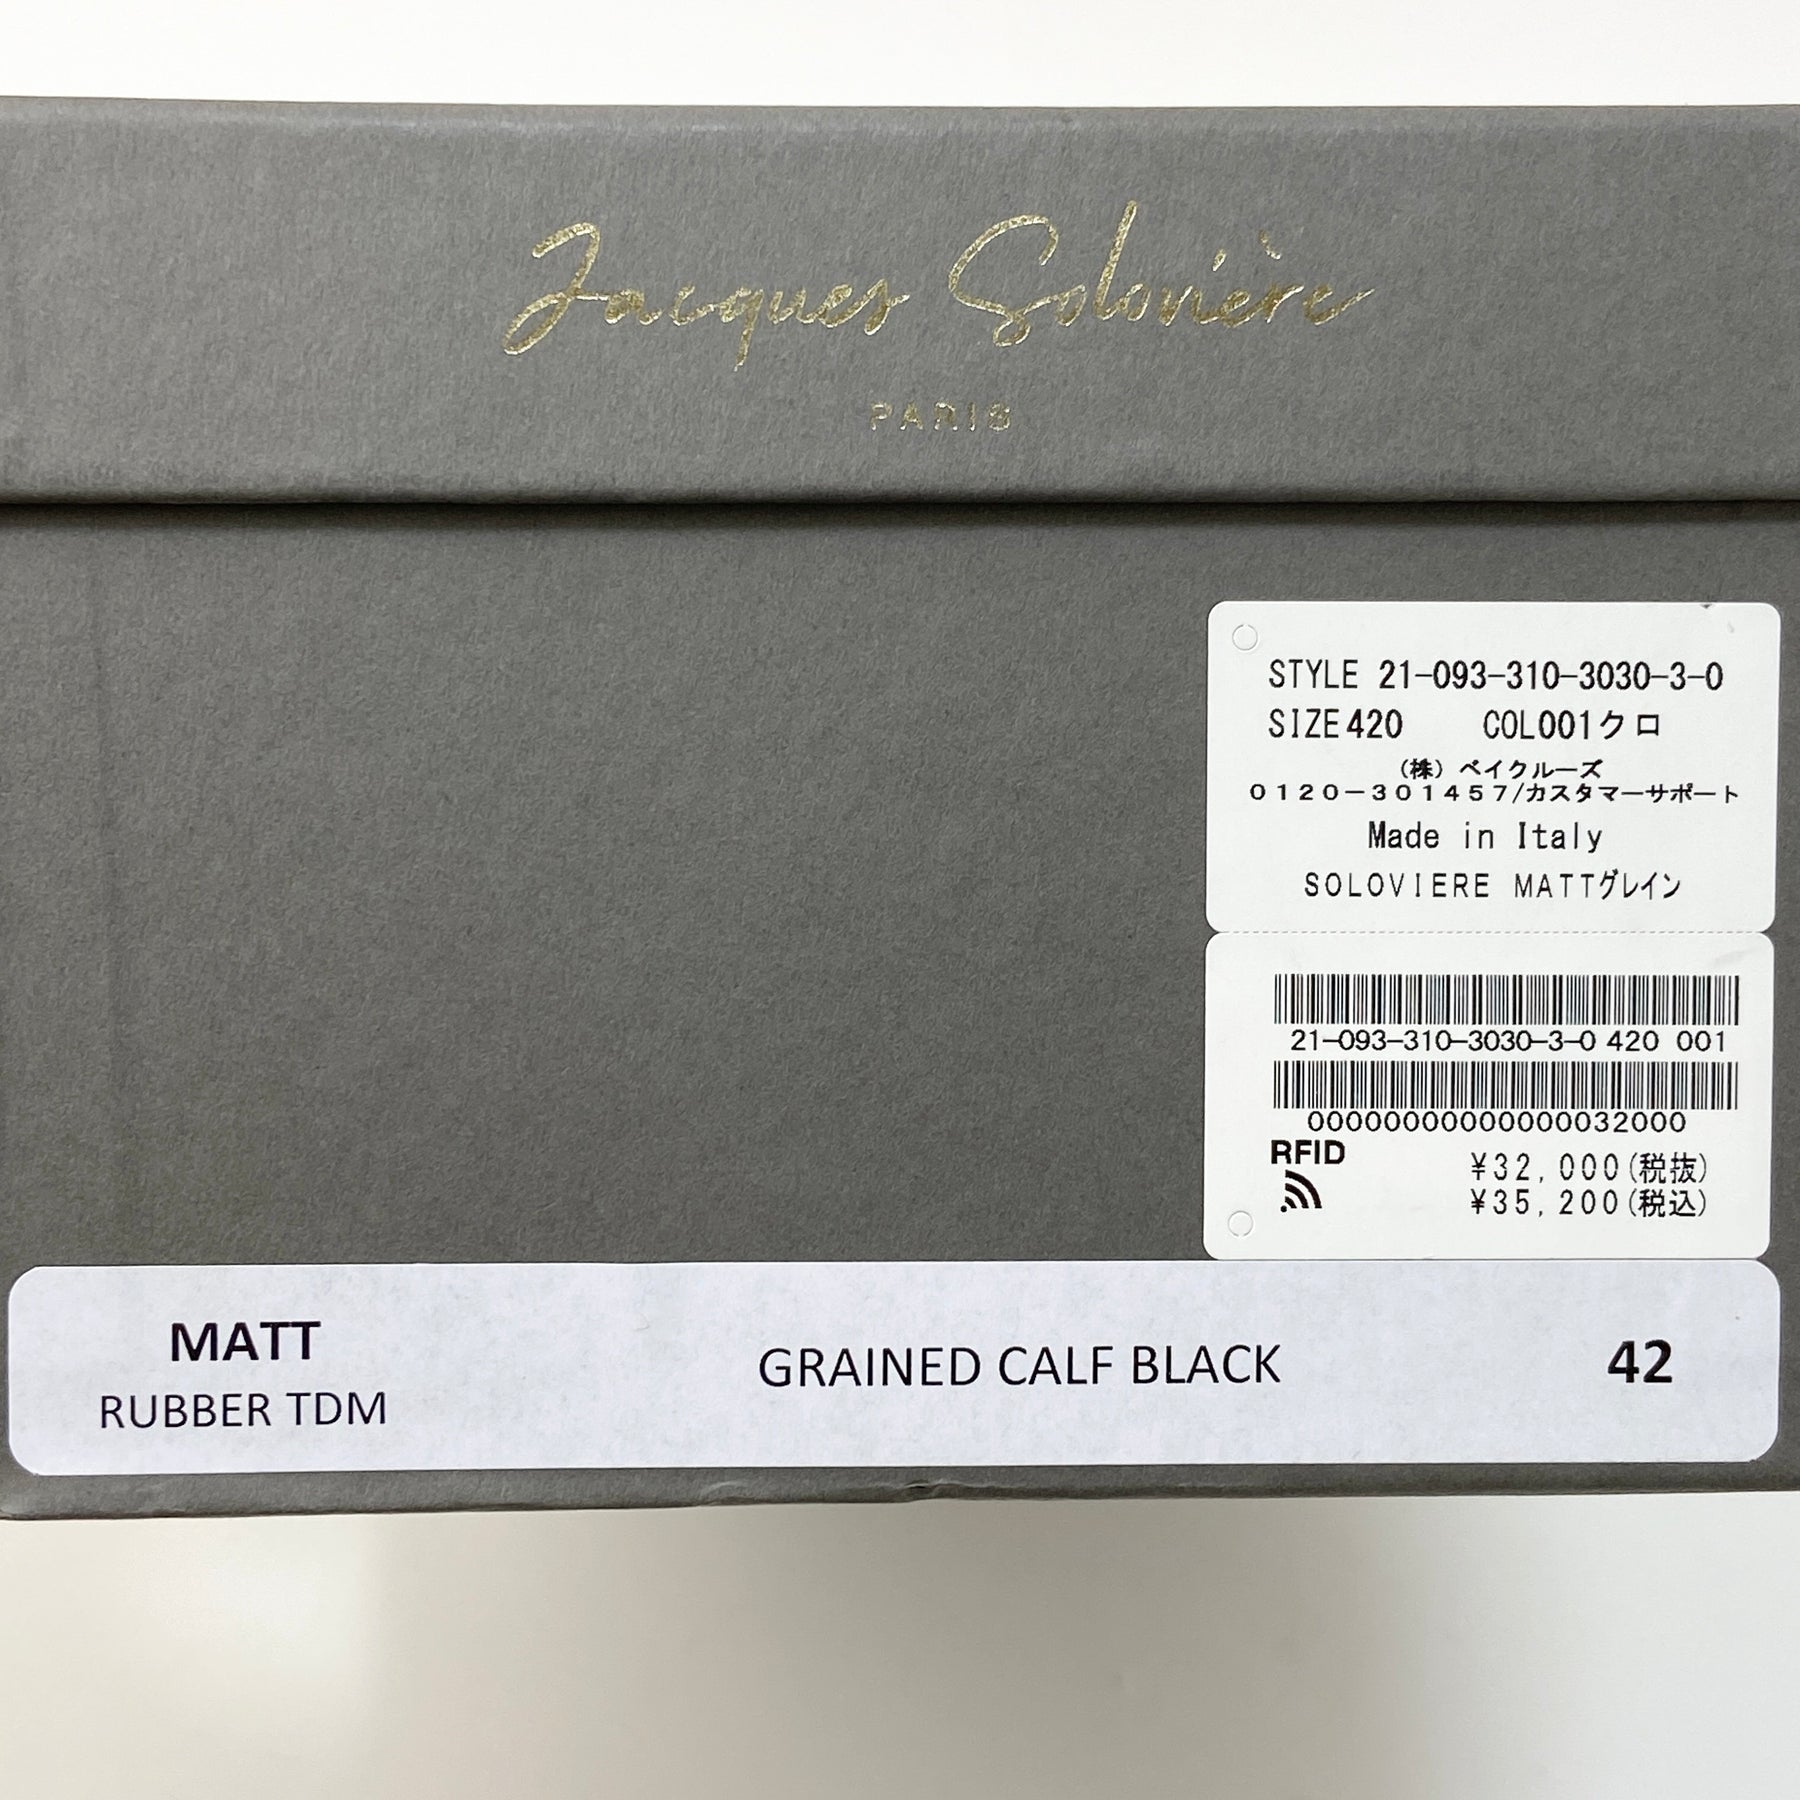 Jacques Solovière
PARIS
STYLE 21-093-310-3030-3-0
SIZE420 COL001クロ
(株) ベイクルーズ
0120-301457/カスタマーサポート
Made in Italy
SOLOVIERE MATTグレイン
21-093-310-3030-3-0 420 001
000000000000000032000
RFID
¥32,000(税抜)
¥35,200(税込)
MATT
RUBBER TDM
GRAINED CALF BLACK
42